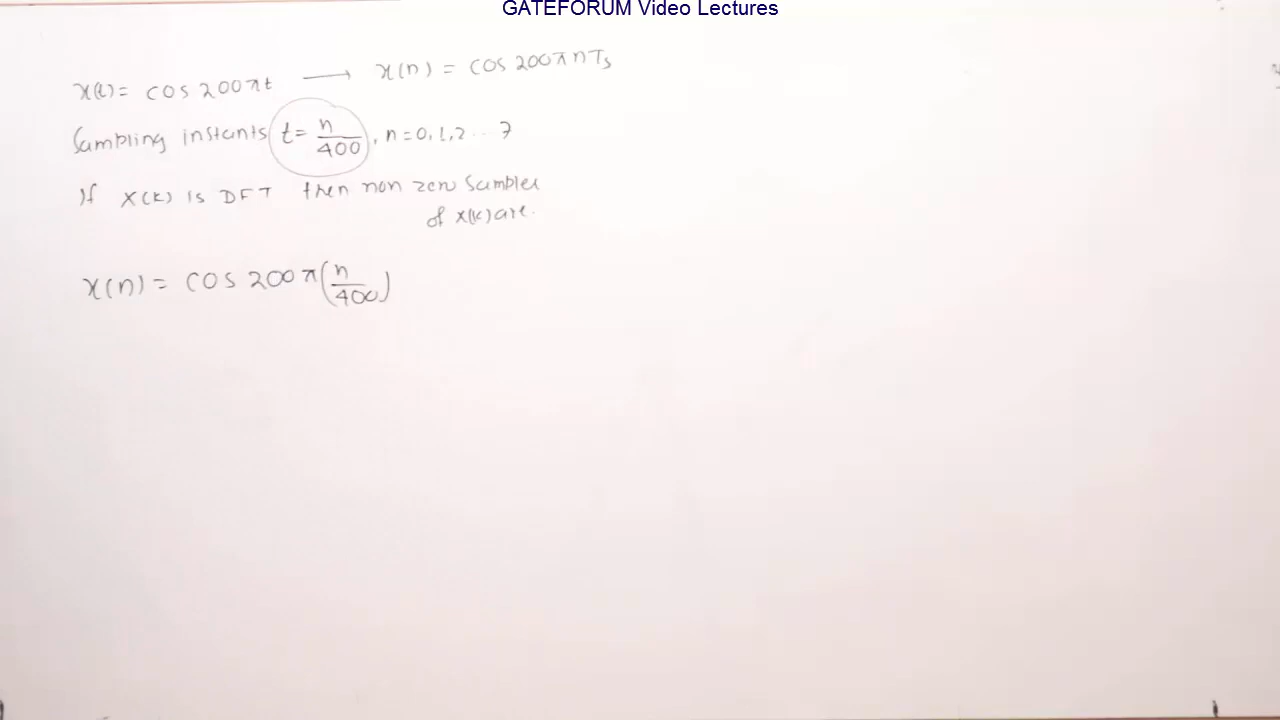 GATEFORUM Video Lectures
x(t) = cos 200πt ⟶ x(n) = cos 200πnTs
Sampling instants t = n/400, n = 0, 1, 2 .. 7
If X(k) is DFT then non zero samples
of X(k) are.
x(n) = cos 200π(n/400)